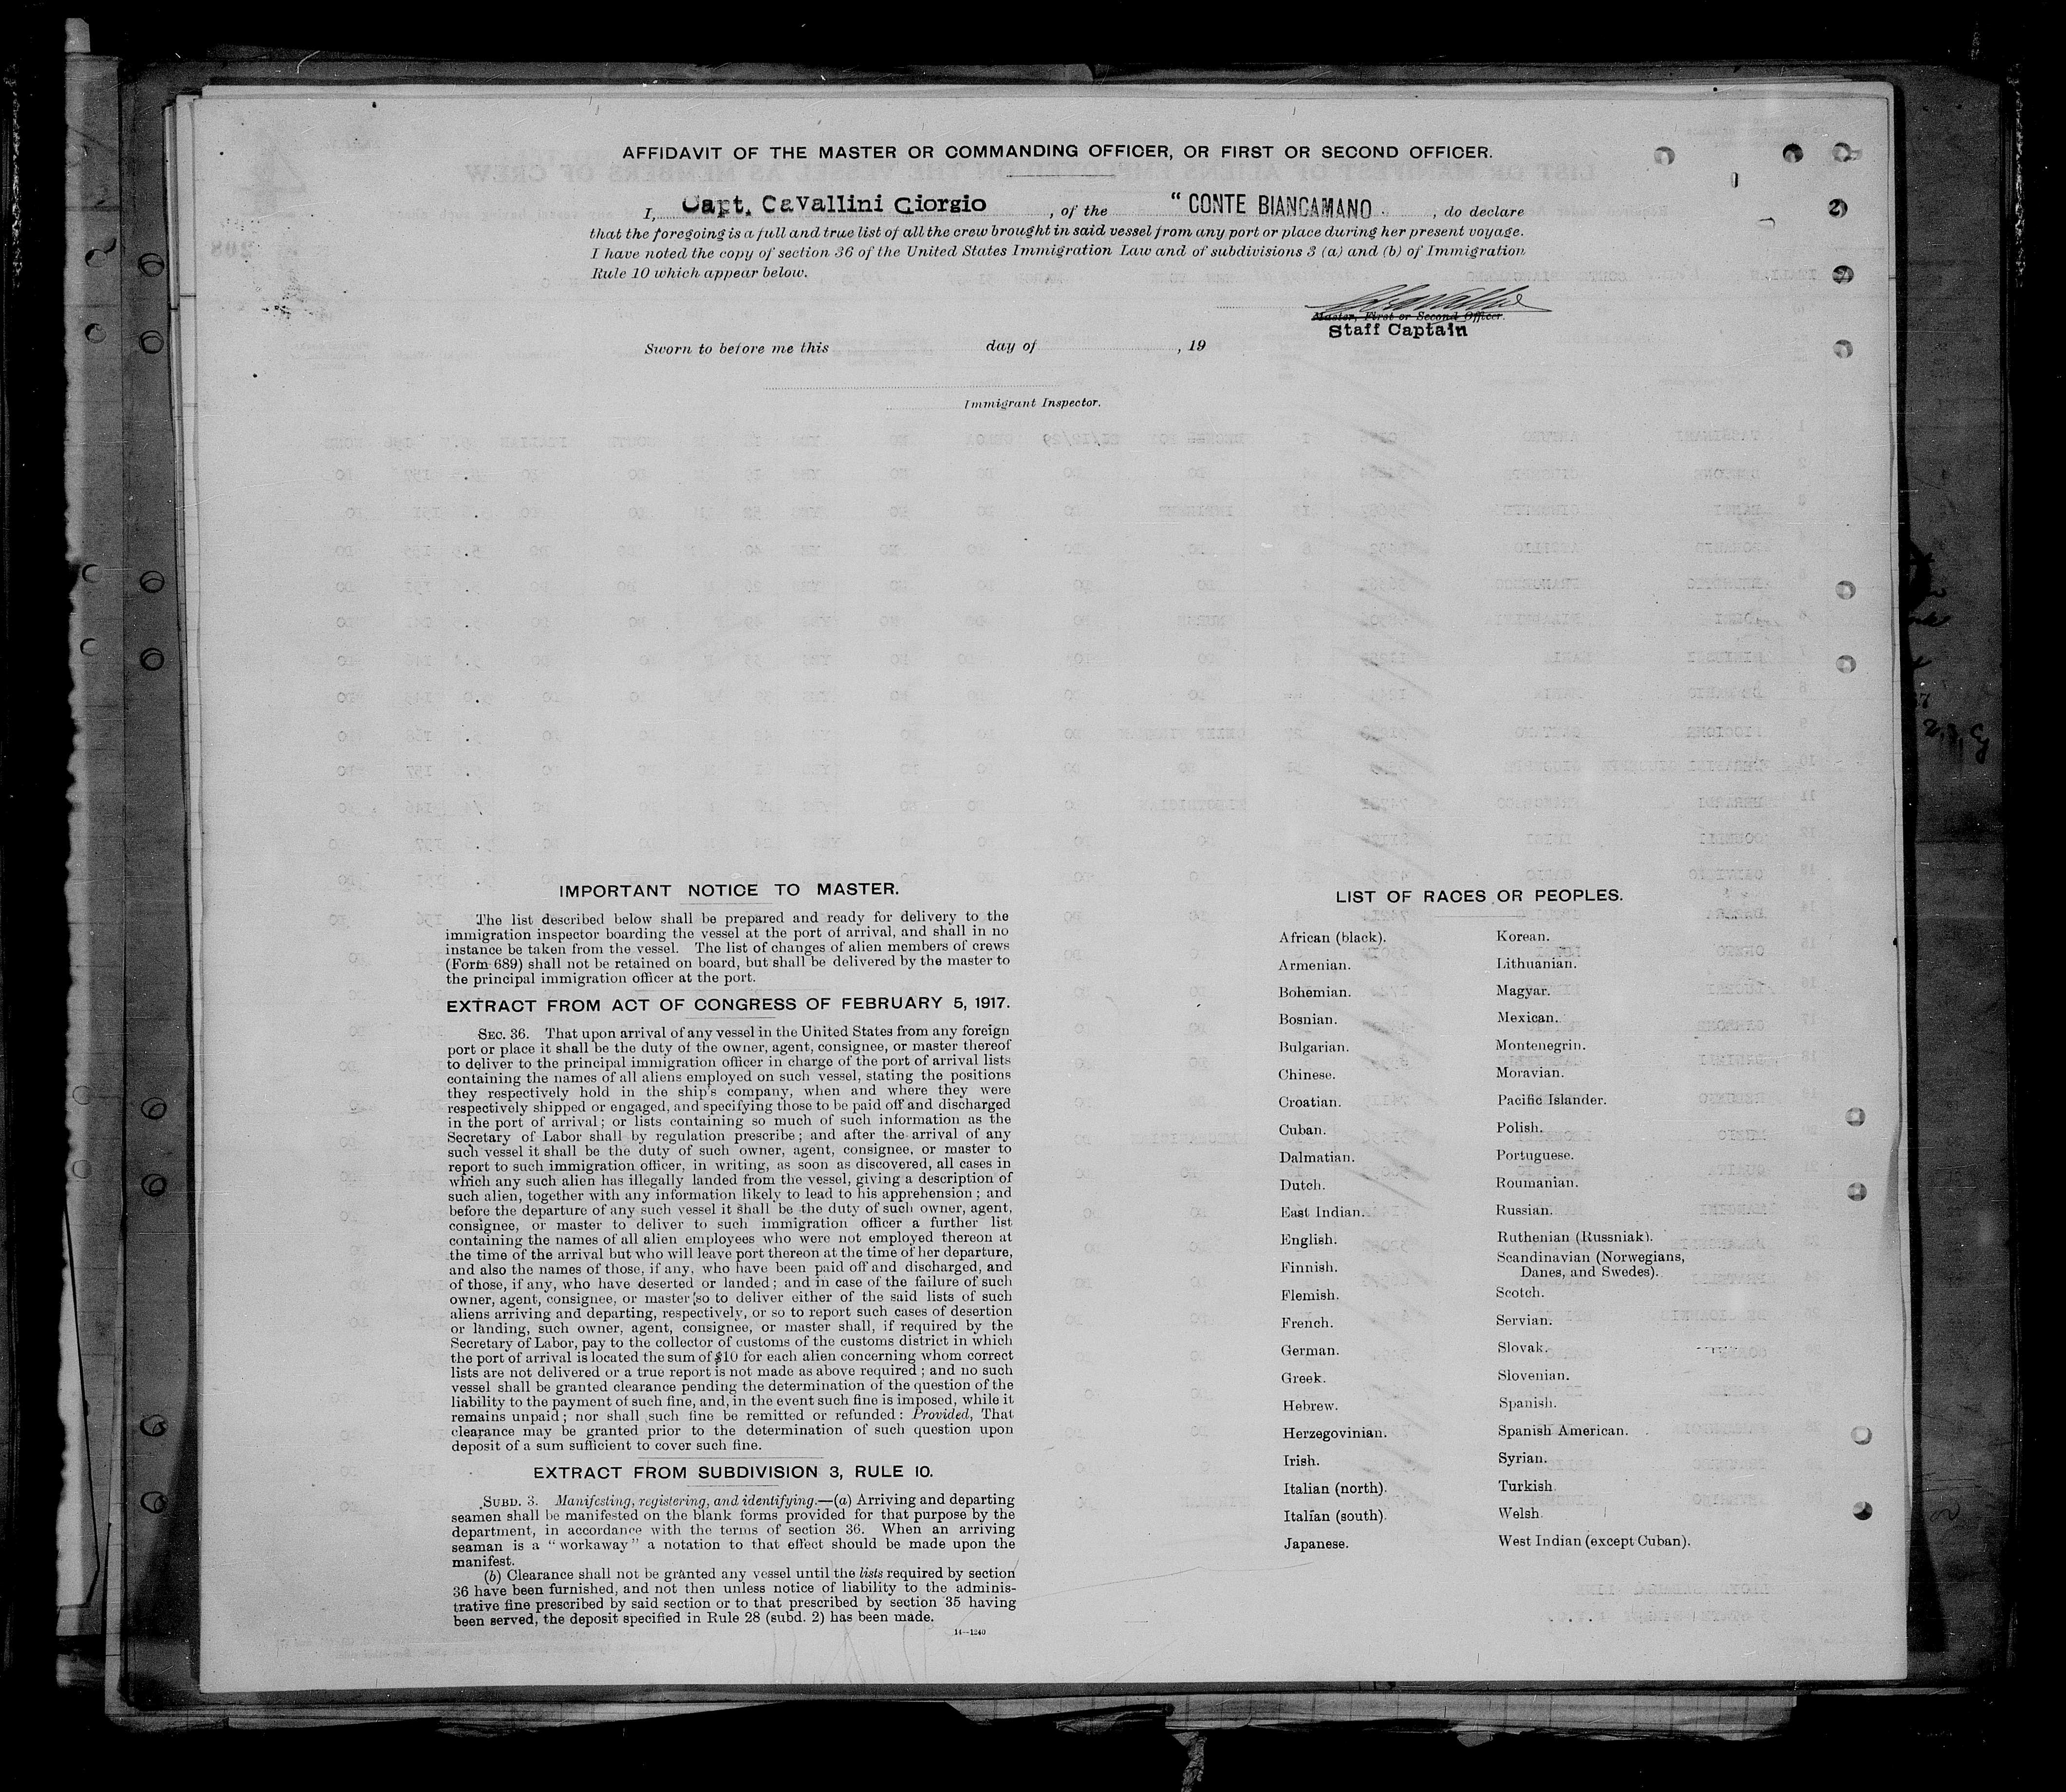 AFFIDAVIT OF THE MASTER OR COMMANDING OFFICER, OR FIRST OR SECOND OFFICER.
I, Capt. Cavallini Giorgio, of the "CONTE BIANCAMANO, do declare
that the foregoing is a full and true list of all the crew brought in said vessel from any port or place during her present voyage.
I have noted the copy of section 36 of the United States Immigration Law and of subdivisions 3 (a) and (b) of Immigration
Rule 10 which appear below.
Master, First or Second Officer.
Staff Captain
Sworn to before me this day of , 19
Immigrant Inspector.
IMPORTANT NOTICE TO MASTER.
The list described below shall be prepared and ready for delivery to the
immigration inspector boarding the vessel at the port of arrival, and shall in no
instance be taken from the vessel. The list of changes of alien members of crews
(Form 689) shall not be retained on board, but shall be delivered by the master to
the principal immigration officer at the port.
EXTRACT FROM ACT OF CONGRESS OF FEBRUARY 5, 1917.
SEC. 36. That upon arrival of any vessel in the United States from any foreign
port or place it shall be the duty of the owner, agent, consignee, or master thereof
to deliver to the principal immigration officer in charge of the port of arrival lists
containing the names of all aliens employed on such vessel, stating the positions
they respectively hold in the ship's company, when and where they were
respectively shipped or engaged, and specifying those to be paid off and discharged
in the port of arrival; or lists containing so much of such information as the
Secretary of Labor shall by regulation prescribe; and after the arrival of any
such vessel it shall be the duty of such owner, agent, consignee, or master to
report to such immigration officer, in writing, as soon as discovered, all cases in
which any such alien has illegally landed from the vessel, giving a description of
such alien, together with any information likely to lead to his apprehension; and
before the departure of any such vessel it shall be the duty of such owner, agent,
consignee, or master to deliver to such immigration officer a further list
containing the names of all alien employees who were not employed thereon at
the time of the arrival but who will leave port thereon at the time of her departure,
and also the names of those, if any, who have been paid off and discharged, and
of those, if any, who have deserted or landed; and in case of the failure of such
owner, agent, consignee, or master so to deliver either of the said lists of such
aliens arriving and departing, respectively, or so to report such cases of desertion
or landing, such owner, agent, consignee, or master shall, if required by the
Secretary of Labor, pay to the collector of customs of the customs district in which
the port of arrival is located the sum of $10 for each alien concerning whom correct
lists are not delivered or a true report is not made as above required; and no such
vessel shall be granted clearance pending the determination of the question of the
liability to the payment of such fine, and, in the event such fine is imposed, while it
remains unpaid; nor shall such fine be remitted or refunded: Provided, That
clearance may be granted prior to the determination of such question upon
deposit of a sum sufficient to cover such fine.
EXTRACT FROM SUBDIVISION 3, RULE 10.
SUBD. 3. Manifesting, registering, and identifying.—(a) Arriving and departing
seamen shall be manifested on the blank forms provided for that purpose by the
department, in accordance with the terms of section 36. When an arriving
seaman is a "workaway" a notation to that effect should be made upon the
manifest.
(b) Clearance shall not be granted any vessel until the lists required by section
36 have been furnished, and not then unless notice of liability to the adminis-
trative fine prescribed by said section or to that prescribed by section 35 having
been served, the deposit specified in Rule 28 (subd. 2) has been made.
14—1240
LIST OF RACES OR PEOPLES.
African (black).
Armenian.
Bohemian.
Bosnian.
Bulgarian.
Chinese.
Croatian.
Cuban.
Dalmatian.
Dutch.
East Indian.
English.
Finnish.
Flemish.
French.
German.
Greek.
Hebrew.
Herzegovinian.
Irish.
Italian (north).
Italian (south).
Japanese.
Korean.
Lithuanian.
Magyar.
Mexican.
Montenegrin.
Moravian.
Pacific Islander.
Polish.
Portuguese.
Roumanian.
Russian.
Ruthenian (Russniak).
Scandinavian (Norwegians,
Danes, and Swedes).
Scotch.
Servian.
Slovak.
Slovenian.
Spanish.
Spanish American.
Syrian.
Turkish.
Welsh.
West Indian (except Cuban).